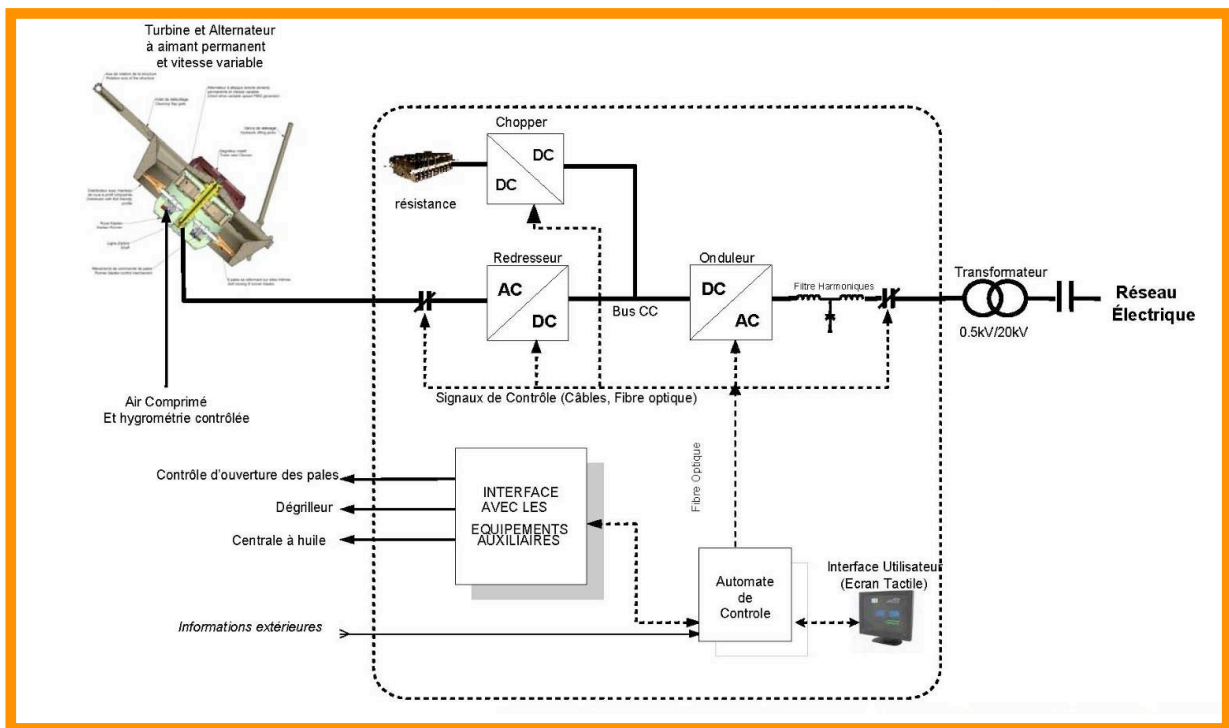 Turbine et Alternateur
à aimant permanent
et vitesse variable
Chopper
DC
DC
résistance
Redresseur
AC
DC
Bus CC
Onduleur
DC
AC
Filtre Harmoniques
Transformateur
0.5kV/20kV
Réseau
Électrique
Air Comprimé
Et hygrométrie contrôlée
Signaux de Contrôle (Câbles, Fibre optique)
Fibre Optique
Contrôle d'ouverture des pales
Dégrilleur
Centrale à huile
INTERFACE
AVEC LES
EQUIPEMENTS
AUXILIAIRES
Informations extérieures
Automate
de
Controle
Interface Utilisateur
(Ecran Tactile)